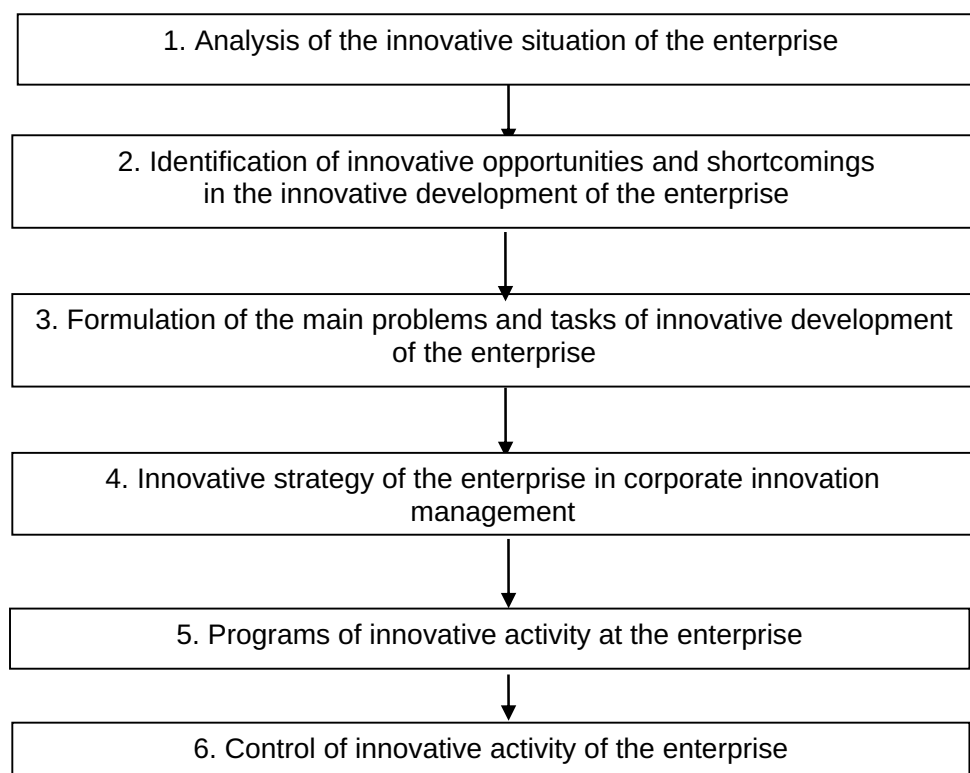 1. Analysis of the innovative situation of the enterprise
2. Identification of innovative opportunities and shortcomings
in the innovative development of the enterprise
3. Formulation of the main problems and tasks of innovative development
of the enterprise
4. Innovative strategy of the enterprise in corporate innovation
management
5. Programs of innovative activity at the enterprise
6. Control of innovative activity of the enterprise